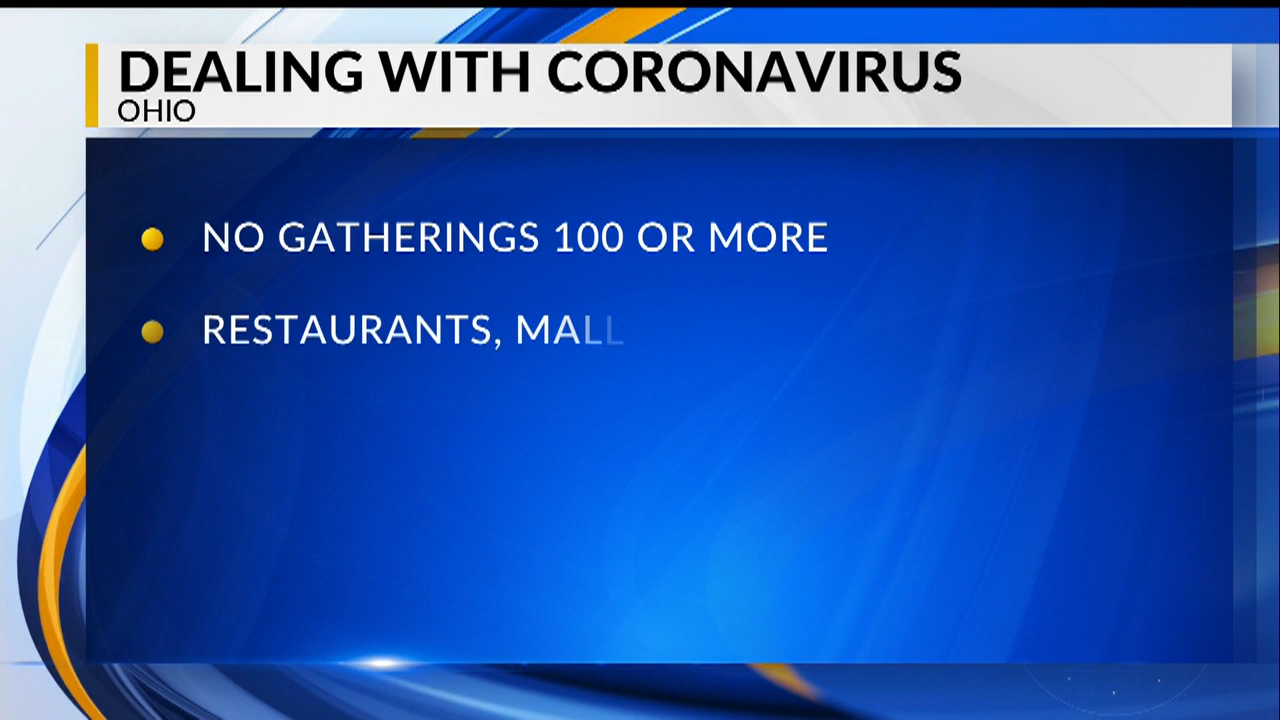 DEALING WITH CORONAVIRUS
OHIO
NO GATHERINGS 100 OR MORE
RESTAURANTS, MALL